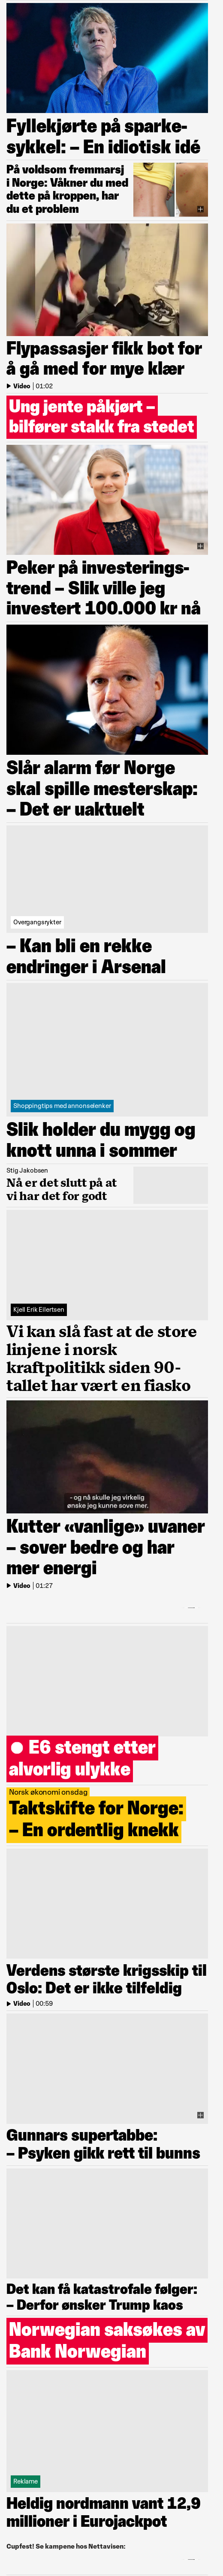 Fyllekjørte på sparke-
sykkel: – En idiotisk idé
På voldsom fremmarsj
i Norge: Våkner du med
dette på kroppen, har
du et problem
Flypassasjer fikk bot for
å gå med for mye klær
Video | 01:02
Ung jente påkjørt –
bilfører stakk fra stedet
Peker på investerings-
trend – Slik ville jeg
investert 100.000 kr nå
Slår alarm før Norge
skal spille mesterskap:
– Det er uaktuelt
Overgangsrykter
– Kan bli en rekke
endringer i Arsenal
Shoppingtips med annonselenker
Slik holder du mygg og
knott unna i sommer
Stig Jakobsen
Nå er det slutt på at
vi har det for godt
Kjell Erik Eilertsen
Vi kan slå fast at de store
linjene i norsk
kraftpolitikk siden 90-
tallet har vært en fiasko
- og nå skulle jeg virkelig
ønske jeg kunne sove mer.
Kutter «vanlige» uvaner
– sover bedre og har
mer energi
Video | 01:27
E6 stengt etter
alvorlig ulykke
Norsk økonomi onsdag
Taktskifte for Norge:
– En ordentlig knekk
Verdens største krigsskip til
Oslo: Det er ikke tilfeldig
Video | 00:59
Gunnars supertabbe:
– Psyken gikk rett til bunns
Det kan få katastrofale følger:
– Derfor ønsker Trump kaos
Norwegian saksøkes av
Bank Norwegian
Reklame
Heldig nordmann vant 12,9
millioner i Eurojackpot
Cupfest! Se kampene hos Nettavisen: